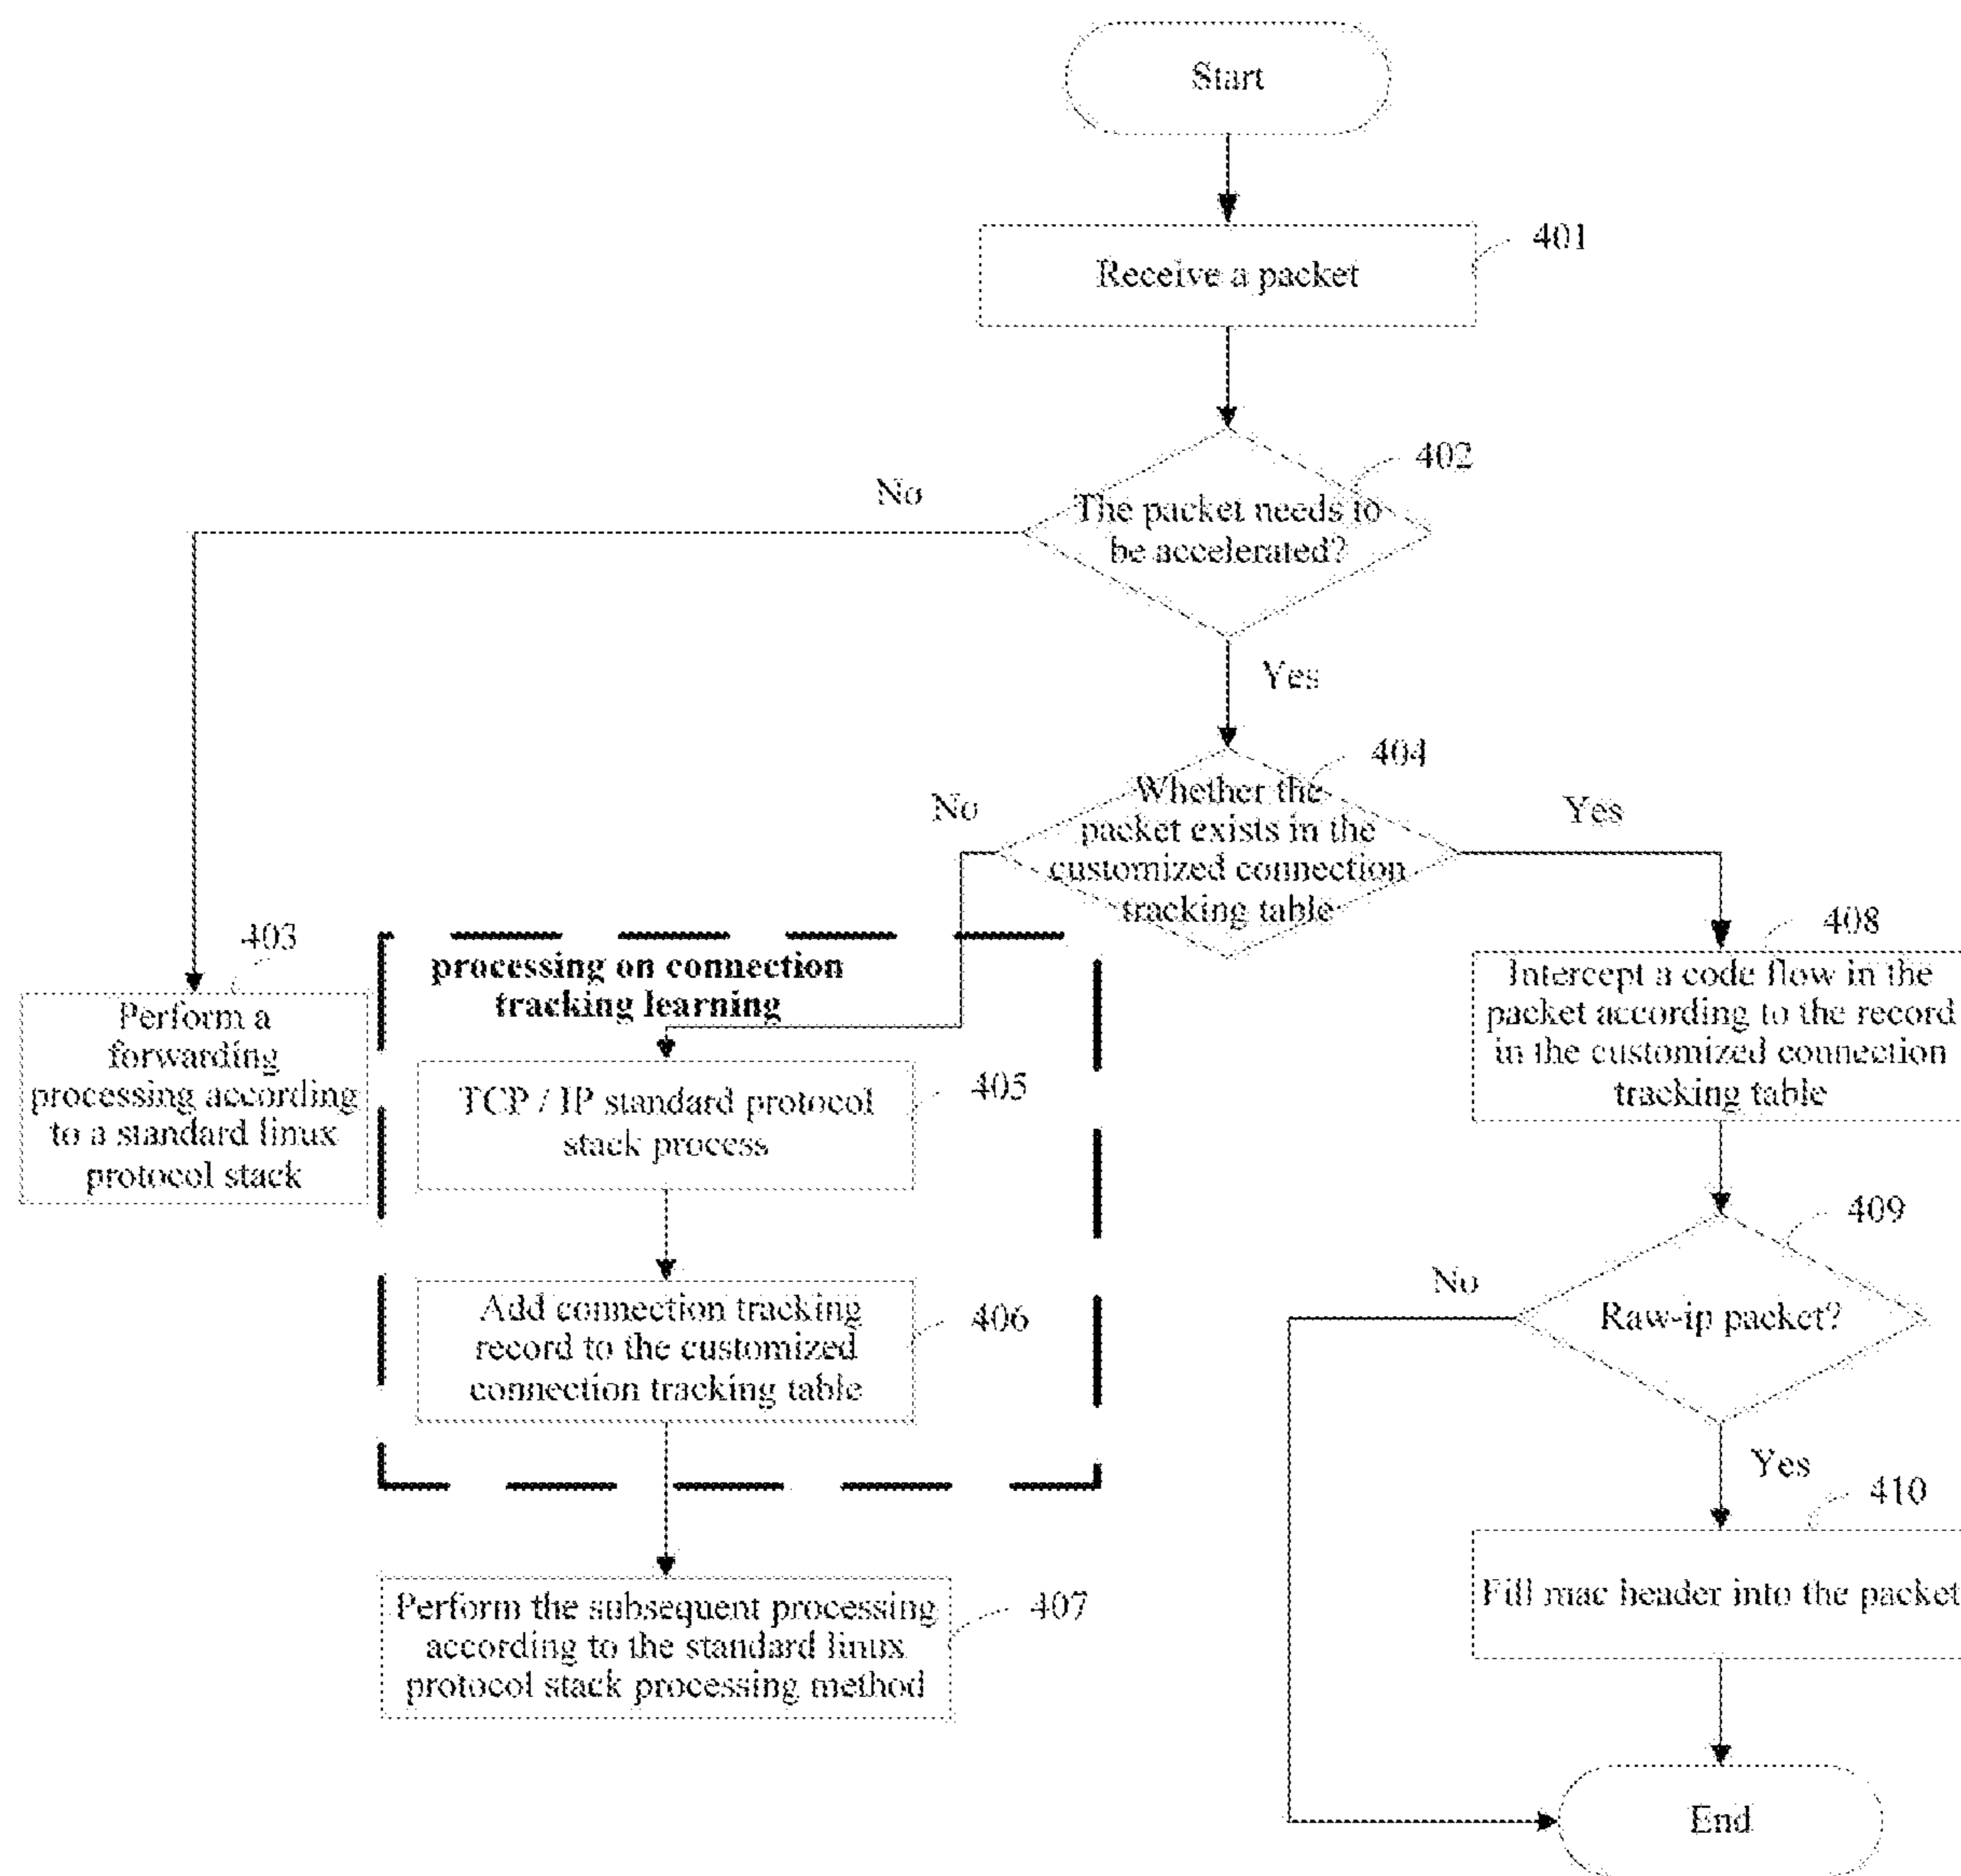 Start
401
Receive a packet
402
No
The packet needs to
be accelerated?
Yes
404
No
Whether the
packet exists in the
customized connection
tracking table
Yes
403
Perform a
forwarding
processing according
to a standard linux
protocol stack
processing on connection
tracking learning
405
TCP / IP standard protocol
stack process
406
Add connection tracking
record to the customized
connection tracking table
407
Perform the subsequent processing
according to the standard linux
protocol stack processing method
408
Intercept a code flow in the
packet according to the record
in the customized connection
tracking table
409
No
Raw-ip packet?
Yes
410
Fill mac header into the packet
End